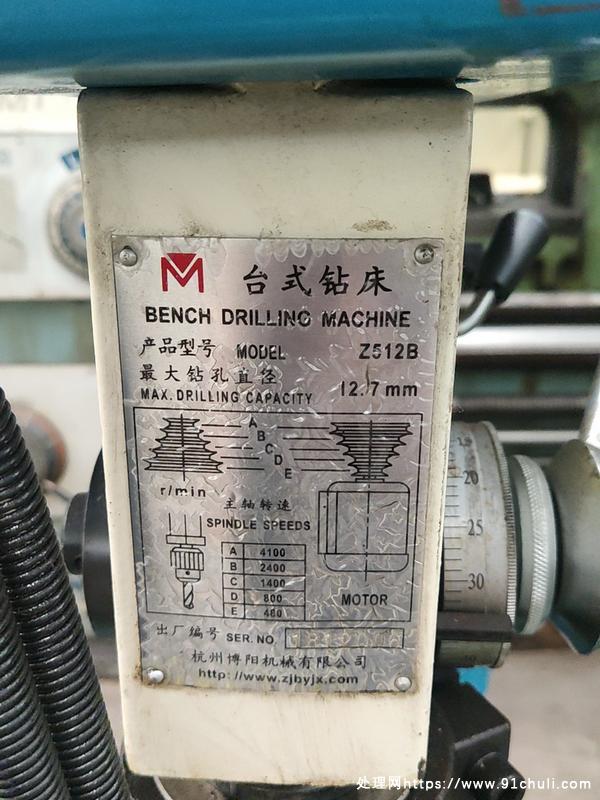 台式钻床
BENCH DRILLING MACHINE
产品型号 MODEL Z512B
最大钻孔直径
MAX. DRILLING CAPACITY 12.7mm
A
B
C
D
E
r/min
主轴转速
SPINDLE SPEEDS
A 4100
B 2400
C 1400
D 800
E 480
MOTOR
20
25
30
出厂编号 SER.NO.
杭州博阳机械有限公司
http://www.zjbyjx.com
处理网https://www.91chuli.com